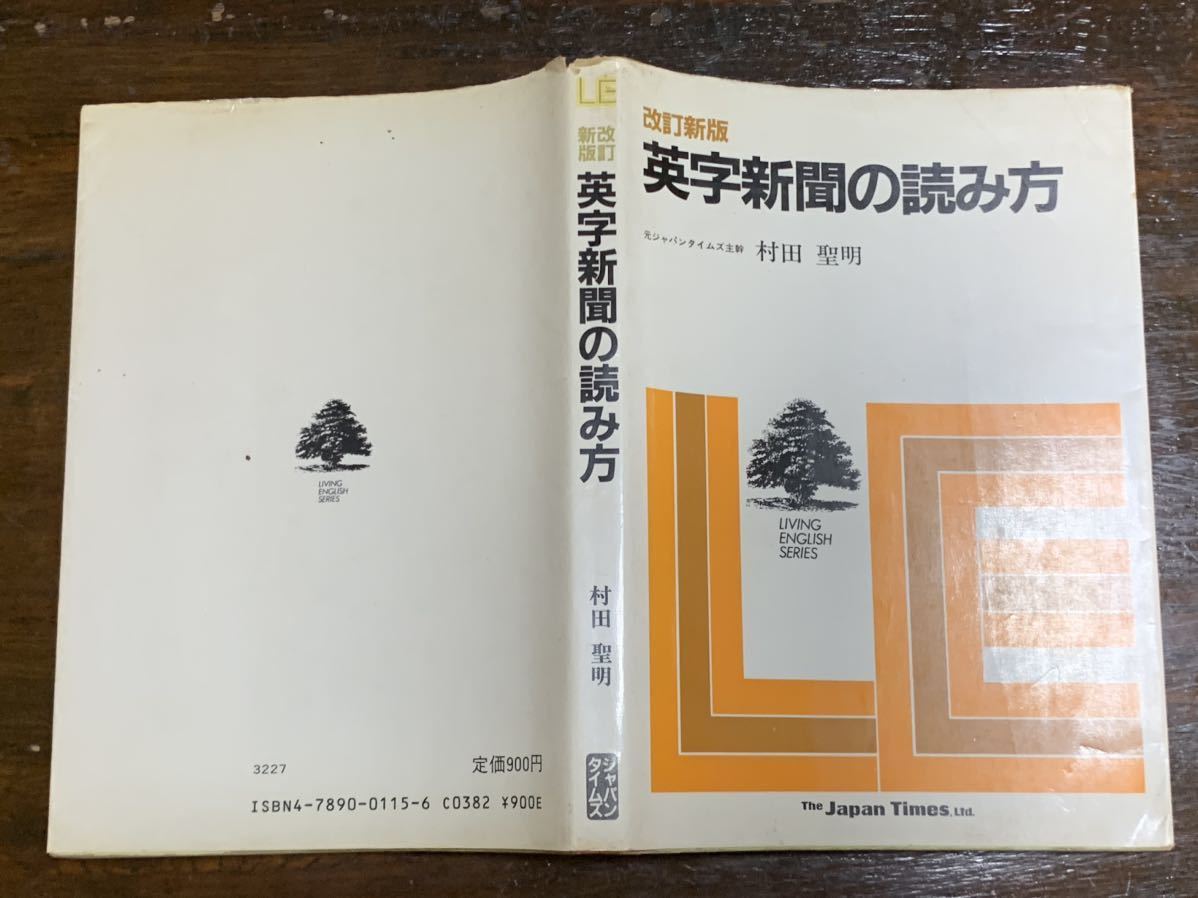 改訂新版
英字新聞の読み方
元ジャパンタイムズ主幹 村田 聖明
LIVING
ENGLISH
SERIES
The Japan Times, Ltd.
LE
改訂
新版
英字新聞の読み方
村田 聖明
ジャパン
タイムズ
LIVING
ENGLISH
SERIES
3227
定価900円
ISBN4-7890-0115-6 C0382 ¥900E